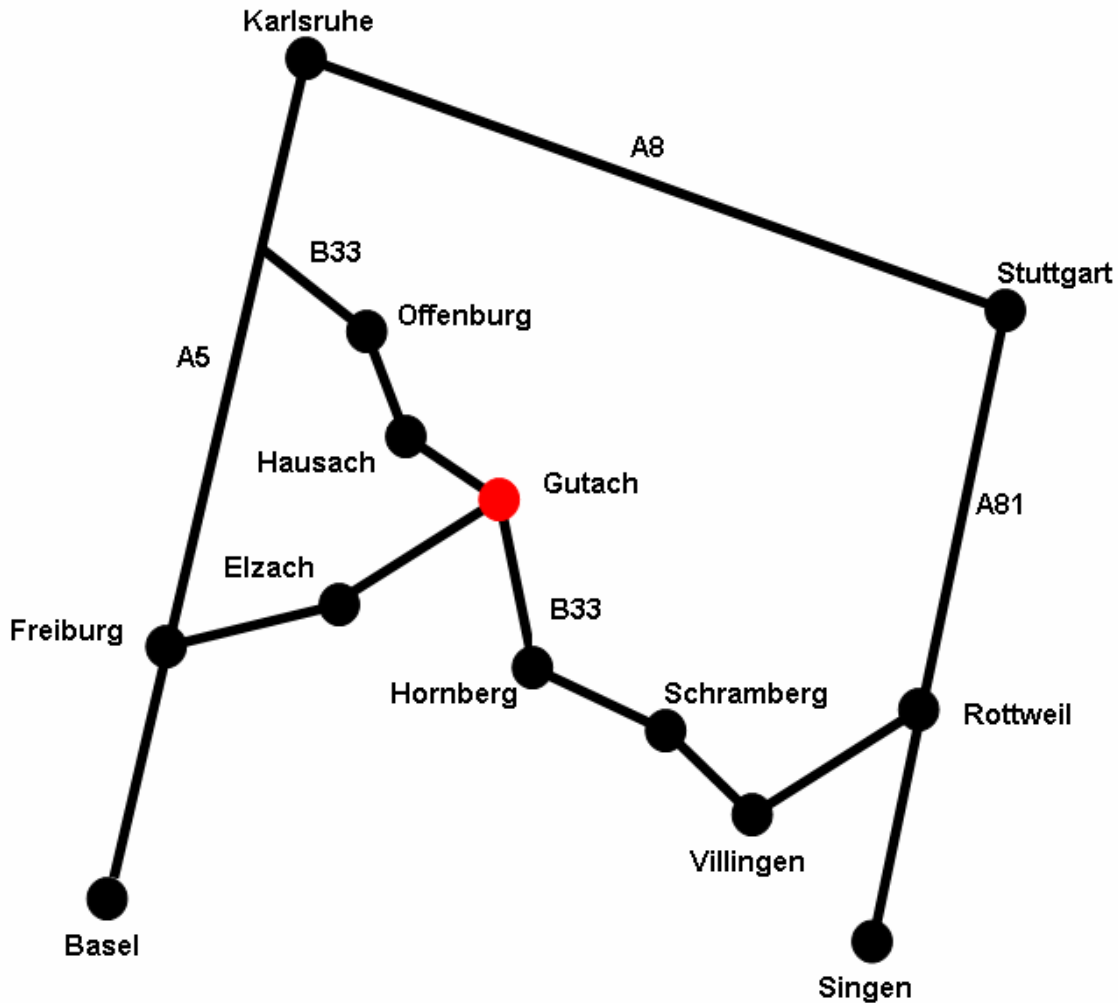 Karlsruhe
A8
B33
Stuttgart
Offenburg
A5
Hausach
Gutach
A81
Elzach
B33
Freiburg
Hornberg
Schramberg
Rottweil
Villingen
Basel
Singen